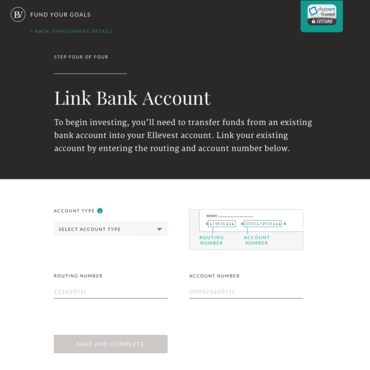 FUND YOUR GOALS
digicert
Trusted
SECURE
< BACK: EMPLOYMENT DETAILS
STEP FOUR OF FOUR
Link Bank Account
To begin investing, you'll need to transfer funds from an existing
bank account into your Ellevest account. Link your existing
account by entering the routing and account number below.
ACCOUNT TYPE
SELECT ACCOUNT TYPE
ROUTING
NUMBER
ACCOUNT
NUMBER
ROUTING NUMBER
ACCOUNT NUMBER
123456111
SAVE AND COMPLETE